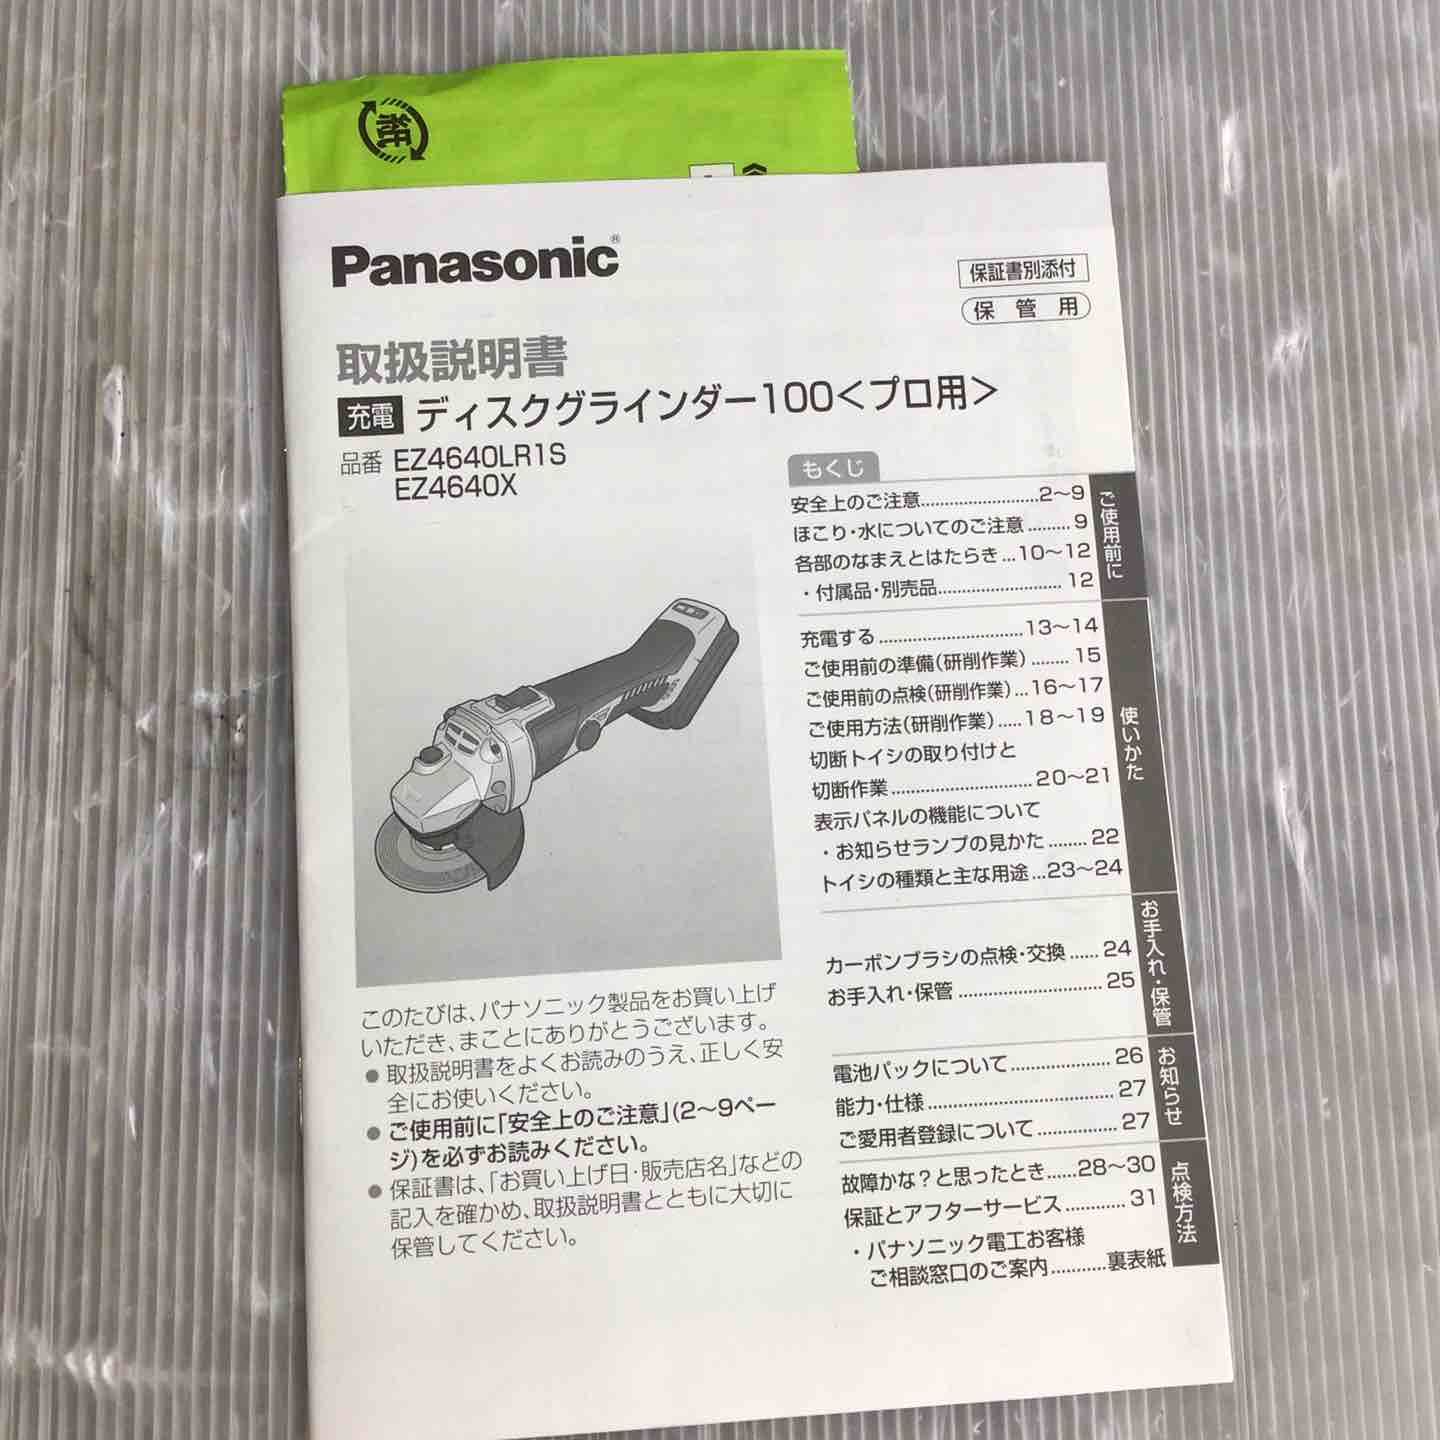 Panasonic®
保証書別添付
保管用
取扱説明書
充電 ディスクグラインダー100<プロ用>
品番 EZ4640LR1S
EZ4640X
このたびは、パナソニック製品をお買い上げ
いただき、まことにありがとうございます。
● 取扱説明書をよくお読みのうえ、正しく安
全にお使いください。
● ご使用前に「安全上のご注意」(2〜9ペー
ジ)を必ずお読みください。
● 保証書は、「お買い上げ日・販売店名」などの
記入を確かめ、取扱説明書とともに大切に
保管してください。
もくじ
ご使用前に
安全上のご注意..........................2〜9
ほこり・水についてのご注意.........9
各部のなまえとはたらき...10〜12
・付属品・別売品............................12
使いかた
充電する..............................13〜14
ご使用前の準備(研削作業)........15
ご使用前の点検(研削作業)...16〜17
ご使用方法(研削作業).....18〜19
切断トイシの取り付けと
切断作業..............................20〜21
表示パネルの機能について
・お知らせランプの見かた........22
トイシの種類と主な用途...23〜24
お手入れ・保管
カーボンブラシの点検・交換......24
お手入れ・保管..............................25
お知らせ
電池パックについて.....................26
能力・仕様.....................................27
ご愛用者登録について................27
点検方法
故障かな?と思ったとき......28〜30
保証とアフターサービス............31
・パナソニック電工お客様
ご相談窓口のご案内...........裏表紙